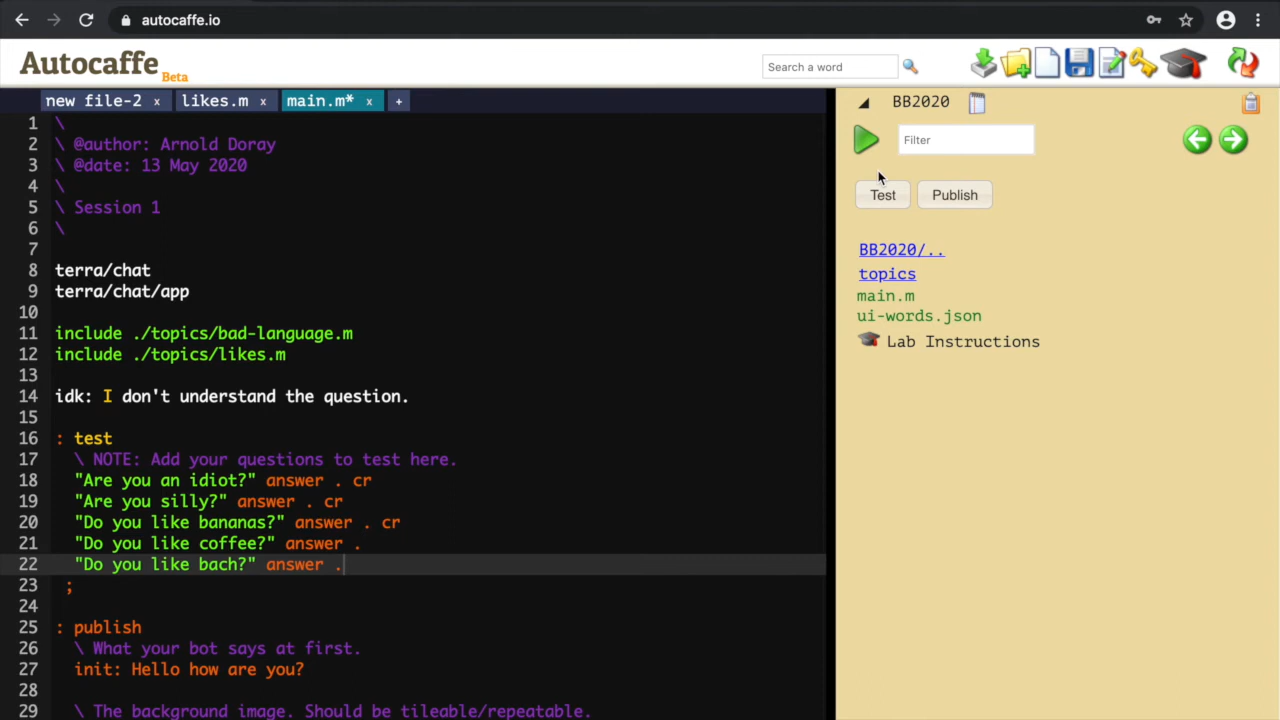 autocaffe.io
Autocaffe Beta
Search a word
new file-2 x likes.m x main.m* x +
BB2020
Filter
Test Publish
BB2020/..
topics
main.m
ui-words.json
Lab Instructions
1 \
2 \ @author: Arnold Doray
3 \ @date: 13 May 2020
4 \
5 \ Session 1
6 \
7
8 terra/chat
9 terra/chat/app
10
11 include ./topics/bad-language.m
12 include ./topics/likes.m
13
14 idk: I don't understand the question.
15
16 : test
17 \ NOTE: Add your questions to test here.
18 "Are you an idiot?" answer . cr
19 "Are you silly?" answer . cr
20 "Do you like bananas?" answer . cr
21 "Do you like coffee?" answer .
22 "Do you like bach?" answer .
23 ;
24
25 : publish
26 \ What your bot says at first.
27 init: Hello how are you?
28
29 \ The background image. Should be tileable/repeatable.